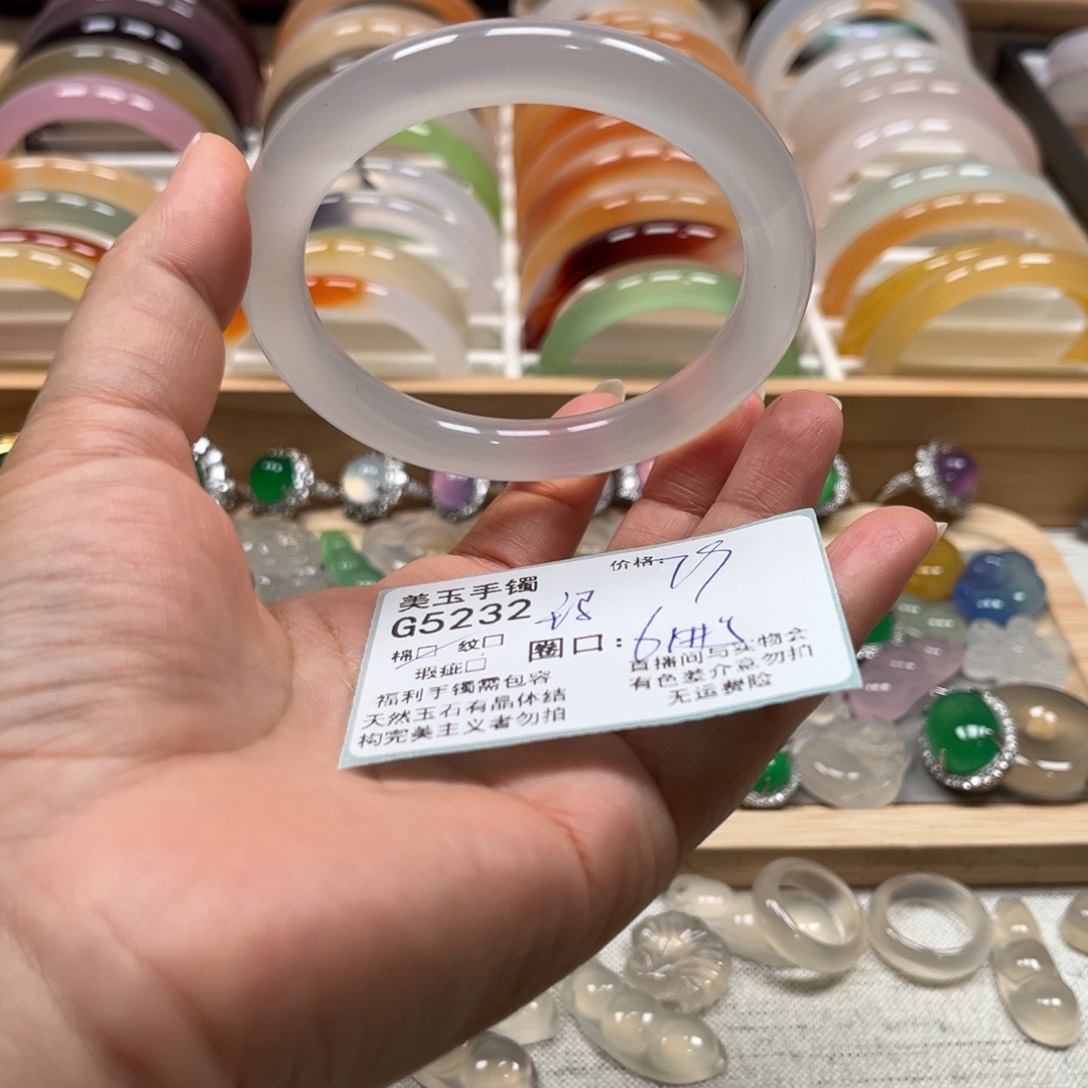 美玉手镯
价格:
G5232
棉□ 纹□
圈口:
瑕疵□
福利手镯需包容
天然玉石有晶体结
构完美主义者勿拍
直播间与实物会
有色差介意勿拍
无运费险